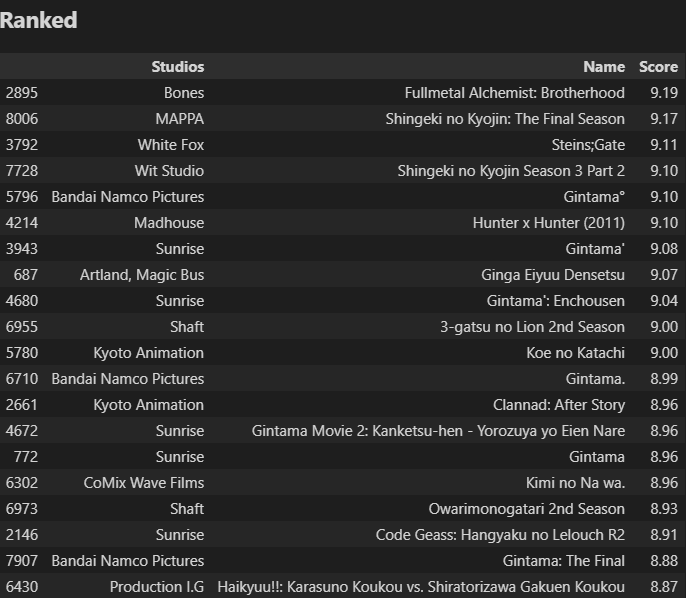 Ranked
Studios Name Score
2895 Bones Fullmetal Alchemist: Brotherhood 9.19
8006 MAPPA Shingeki no Kyojin: The Final Season 9.17
3792 White Fox Steins;Gate 9.11
7728 Wit Studio Shingeki no Kyojin Season 3 Part 2 9.10
5796 Bandai Namco Pictures Gintama° 9.10
4214 Madhouse Hunter x Hunter (2011) 9.10
3943 Sunrise Gintama' 9.08
687 Artland, Magic Bus Ginga Eiyuu Densetsu 9.07
4680 Sunrise Gintama': Enchousen 9.04
6955 Shaft 3-gatsu no Lion 2nd Season 9.00
5780 Kyoto Animation Koe no Katachi 9.00
6710 Bandai Namco Pictures Gintama. 8.99
2661 Kyoto Animation Clannad: After Story 8.96
4672 Sunrise Gintama Movie 2: Kanketsu-hen - Yorozuya yo Eien Nare 8.96
772 Sunrise Gintama 8.96
6302 CoMix Wave Films Kimi no Na wa. 8.96
6973 Shaft Owarimonogatari 2nd Season 8.93
2146 Sunrise Code Geass: Hangyaku no Lelouch R2 8.91
7907 Bandai Namco Pictures Gintama: The Final 8.88
6430 Production I.G Haikyuu!!: Karasuno Koukou vs. Shiratorizawa Gakuen Koukou 8.87